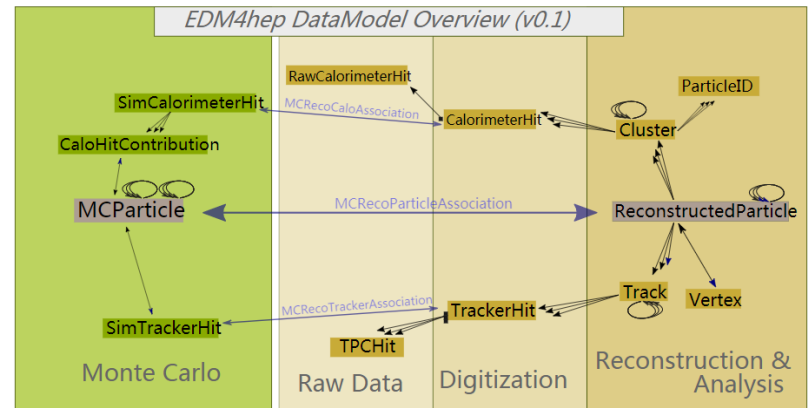 EDM4hep DataModel Overview (v0.1)
RawCalorimeterHit
ParticleID
SimCalorimeterHit
MCRecoCaloAssociation
CalorimeterHit
Cluster
CaloHitContribution
MCParticle
MCRecoParticleAssociation
ReconstructedParticle
Track
Vertex
MCRecoTrackerAssociation
TrackerHit
SimTrackerHit
TPCHit
Monte Carlo
Raw Data
Digitization
Reconstruction &
Analysis